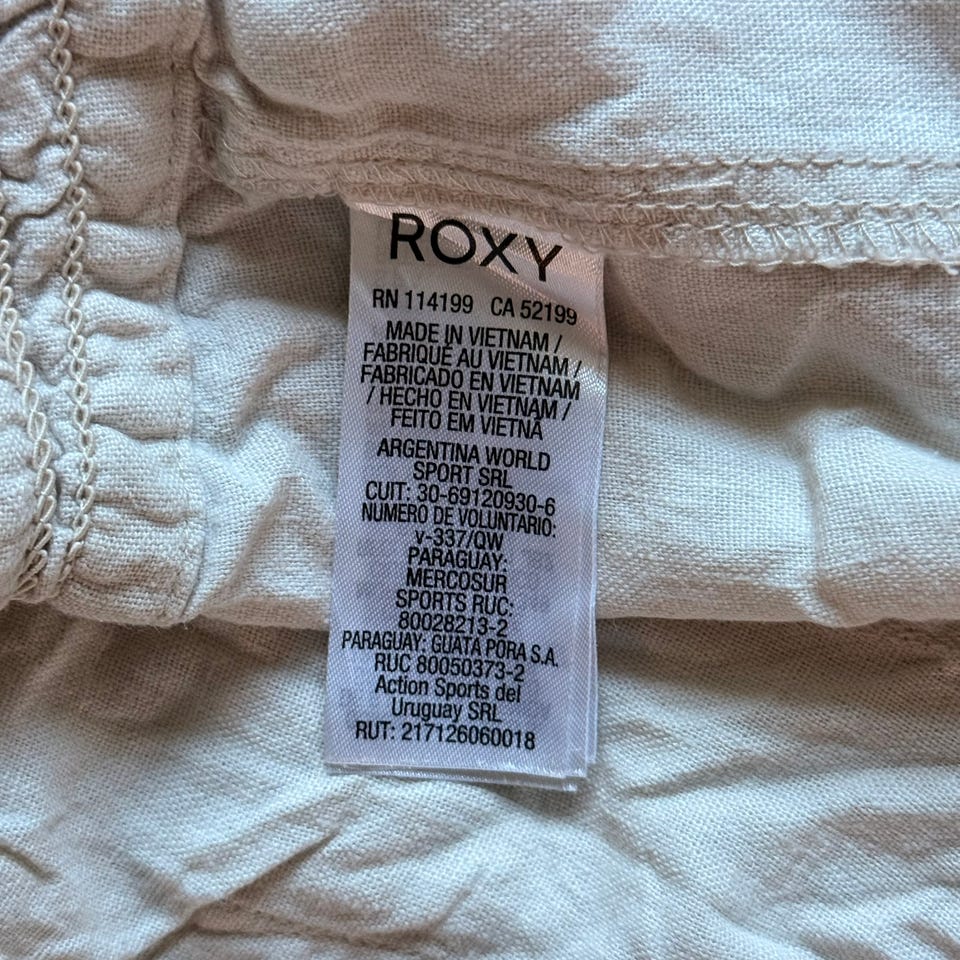 ROXY
RN 114199 CA 52199
MADE IN VIETNAM /
FABRIQUÉ AU VIETNAM /
FABRICADO EN VIETNAM
/ HECHO EN VIETNAM /
FEITO EM VIETNÃ
ARGENTINA WORLD
SPORT SRL
CUIT: 30-69120930-6
NUMERO DE VOLUNTARIO:
v-337/QW
PARAGUAY:
MERCOSUR
SPORTS RUC:
80028213-2
PARAGUAY: GUATA PORA S.A.
RUC 80050373-2
Action Sports del
Uruguay SRL
RUT: 217126060018